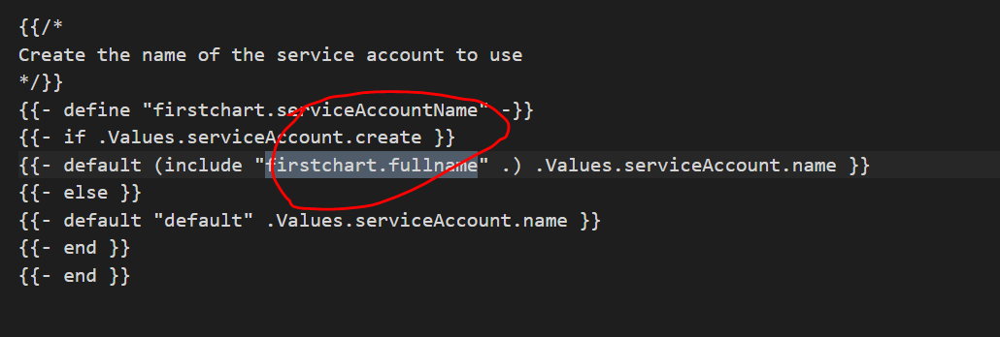 {{/*
Create the name of the service account to use
*/}}
{{- define "firstchart.serviceAccountName" -}}
{{- if .Values.serviceAccount.create }}
{{- default (include "firstchart.fullname" .) .Values.serviceAccount.name }}
{{- else }}
{{- default "default" .Values.serviceAccount.name }}
{{- end }}
{{- end }}